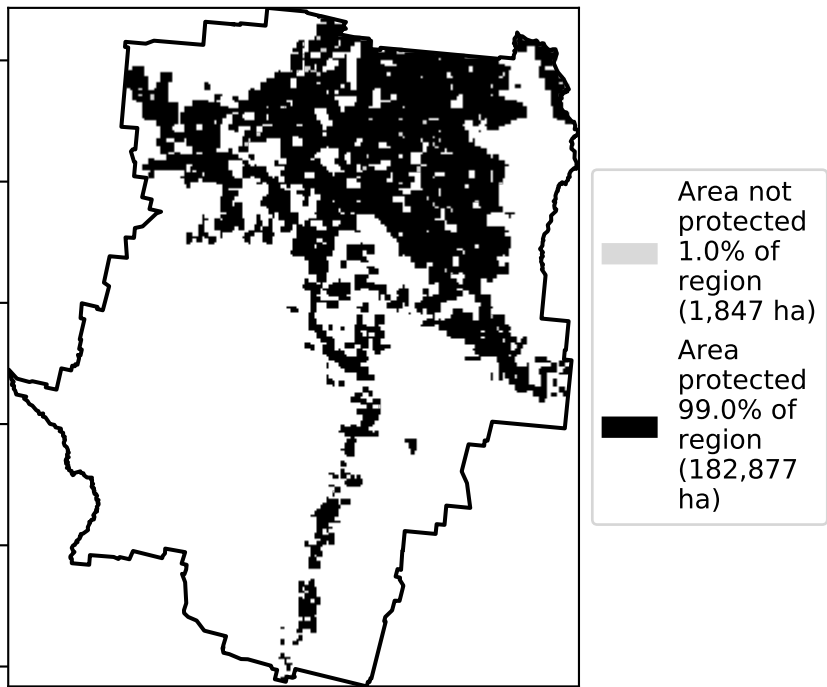 Area not
protected
1.0% of
region
(1,847 ha)
Area
protected
99.0% of
region
(182,877
ha)